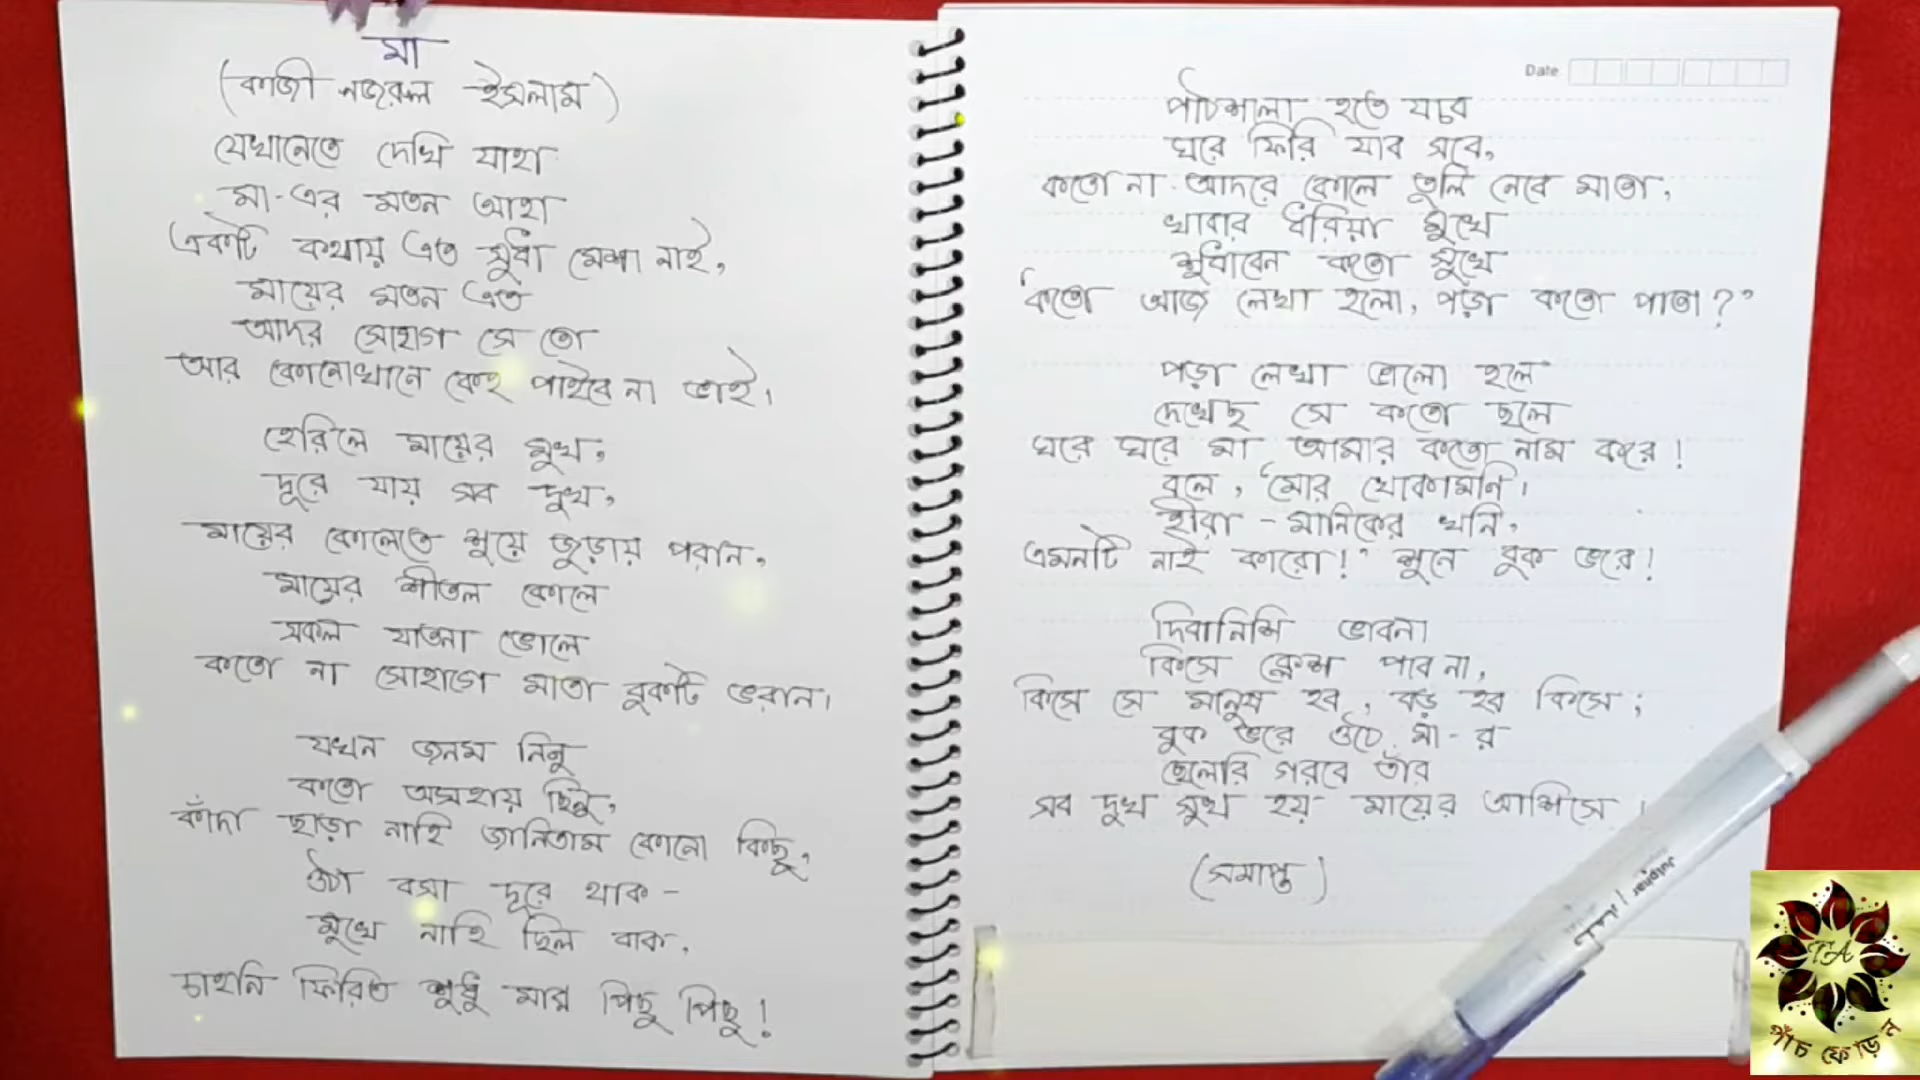 মা
(কাজী নজরুল ইসলাম)
যেখানেতে দেখি যাহা
মা-এর মতন আহা
একটি কথায় এত সুধা মেশা নাই,
মায়ের মতন এত
আদর সোহাগ সে তো
আর কোনোখানে কেহ পাইবে না ভাই।
হেরিলে মায়ের মুখ,
দূরে যায় সব দুখ,
মায়ের কোলেতে শুয়ে জুড়ায় পরান,
মায়ের শীতল কোলে
সকল যাতনা ভোলে
কতো না সোহাগে মাতা বুকটি ভরান।
যখন জনম নিনু
কতো অসহায় ছিনু,
কাঁদা ছাড়া নাহি জানিতাম কোনো কিছু,
ওঠা বসা দূরে থাক -
মুখে নাহি ছিল বাক,
চাহনি ফিরিত শুধু মার পিছু পিছু!
Date
পাঠশালা হতে যবে
ঘরে ফিরি যাব সবে,
কতো না আদরে কোলে তুলি নেবে মাতা,
খাবার ধরিয়া মুখে
শুধাবেন কতো সুখে
'কতো আজ লেখা হলো, পড়া কতো পাতা?'
পড়া লেখা ভালো হলে
দেখেছ সে কতো ছলে
ঘরে ঘরে মা আমার কতো নাম করে!
বলে, 'মোর খোকামনি।
হীরা - মানিকের খনি,
এমনটি নাই কারো!' শুনে বুক ভরে!
দিবানিশি ভাবনা
কিসে ক্লেশ পাব না,
কিসে সে মানুষ হব, বড় হব কিসে;
বুক ভরে ওঠে মা-র
ছেলেরি গরবে তাঁর
সব দুখ সুখ হয় মায়ের আশিসে।
(সমাপ্ত)
Julphar
TA
পাঁচ ফোড়ন